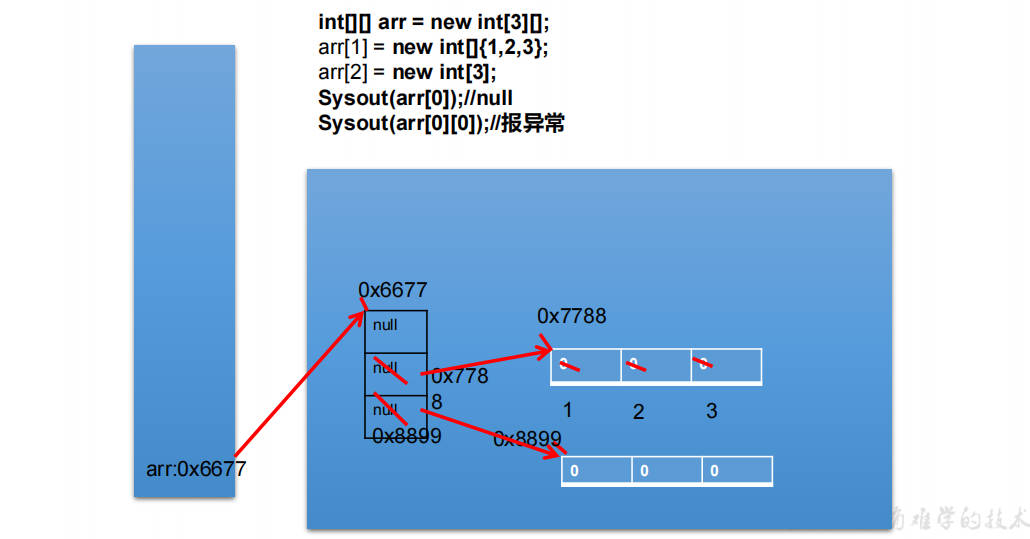 int[][] arr = new int[3][];
arr[1] = new int[]{1,2,3};
arr[2] = new int[3];
Sysout(arr[0]);//null
Sysout(arr[0][0]);//报异常
0x6677
null
null
null
0x778
8
0x8899
0x7788
0 0 0
1 2 3
0x8899
0 0 0
arr:0x6677
难学的技术